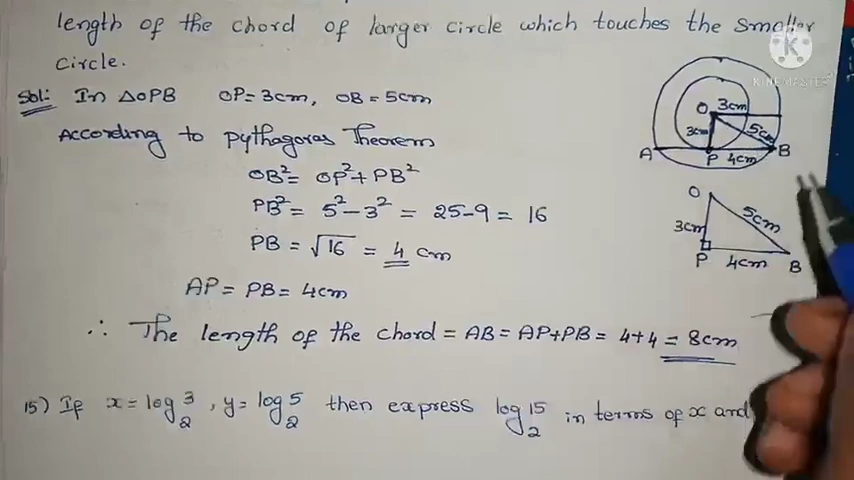 length of the chord of larger circle which touches the smaller
circle.
Sol: In △OPB OP=3cm, OB=5cm
According to pythagoras Theorem
OB²= OP²+PB²
PB²= 5²-3² = 25-9 = 16
PB = √16 = 4 cm
AP = PB = 4cm
∴ The length of the chord = AB = AP+PB = 4+4 = 8cm
15) If x = log₂3, y = log₂5 then express log₂15 in terms of x and
K
KINEMASTER
O 3cm
3cm 5cm
A P 4cm B
O
3cm 5cm
P 4cm B